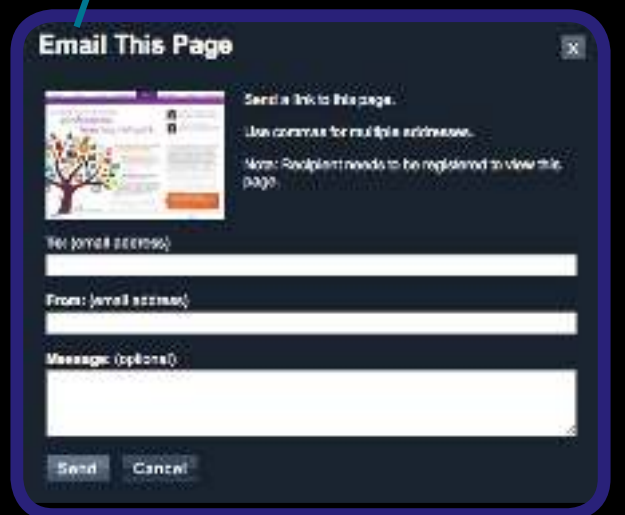 Email This Page
x
Send a link to this page.
Use commas for multiple addresses.
Note: Recipient needs to be registered to view this
page.
To: (email address)
From: (email address)
Message: (optional)
Send Cancel